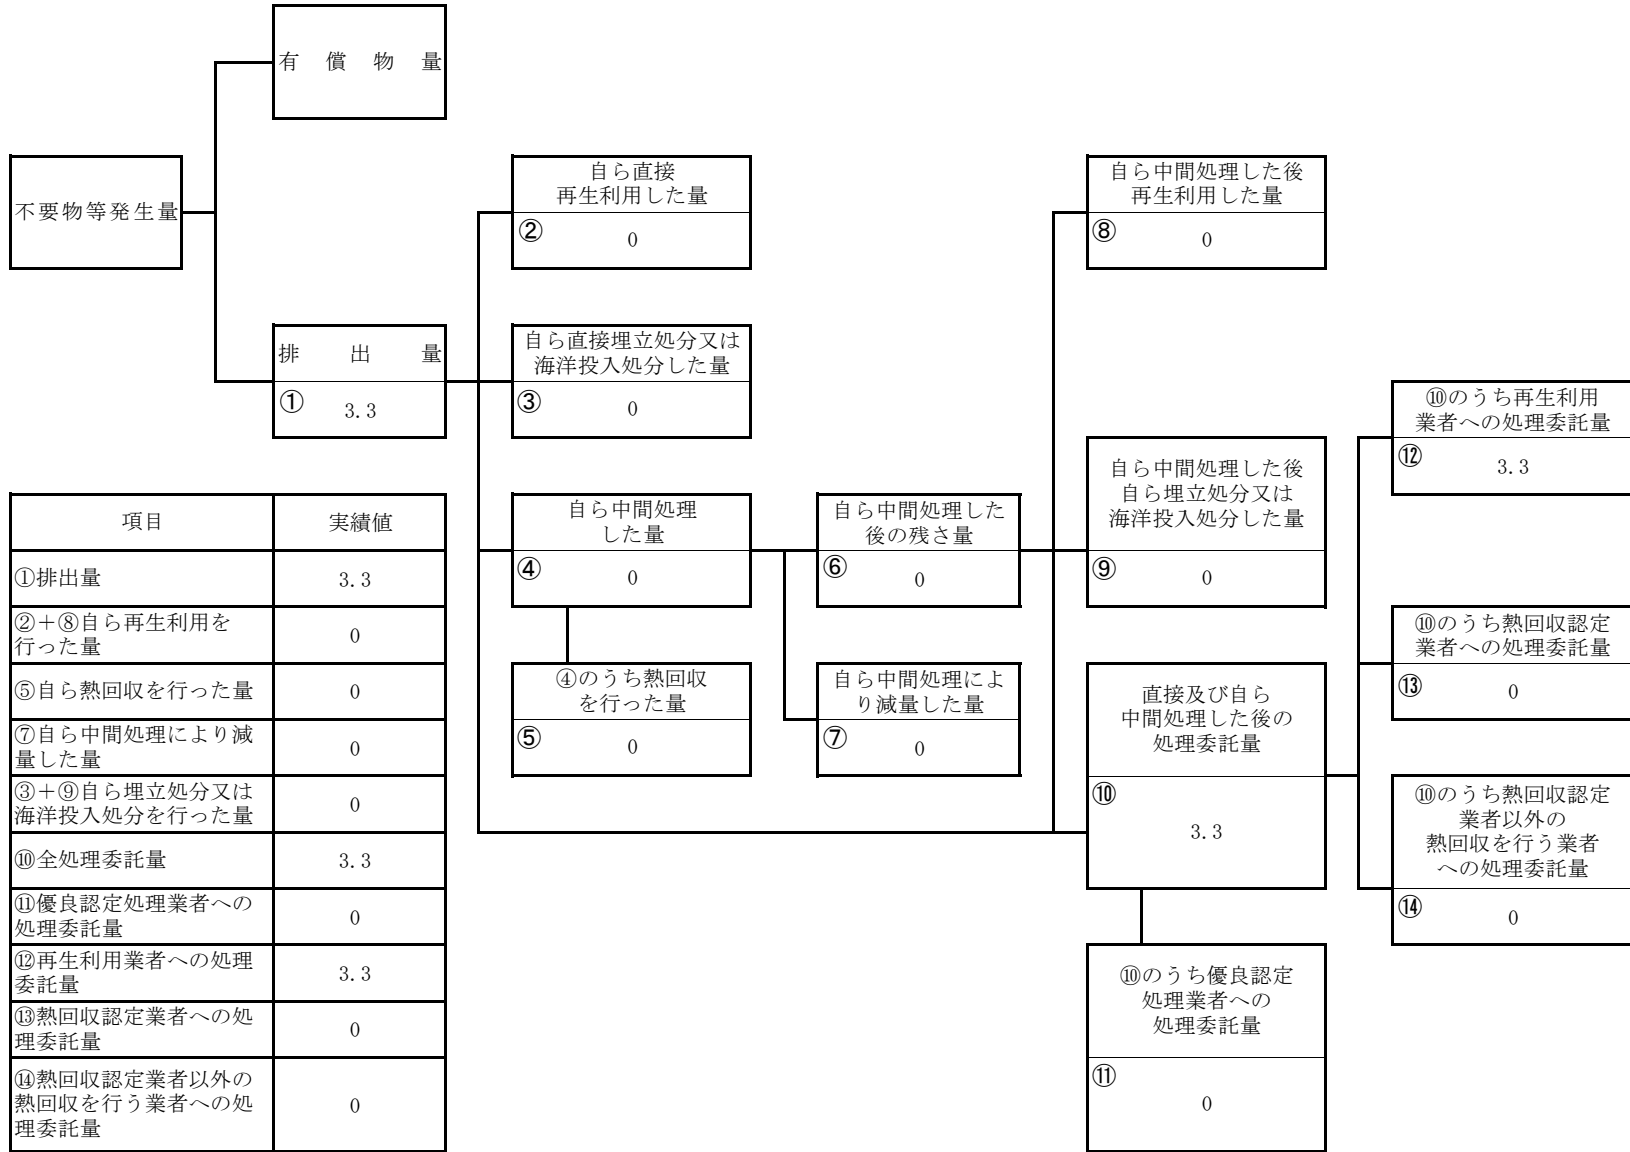 有償物量
不要物等発生量
排出量
① 3.3
自ら直接
再生利用した量
② 0
自ら直接埋立処分又は
海洋投入処分した量
③ 0
自ら中間処理
した量
④ 0
④のうち熱回収
を行った量
⑤ 0
自ら中間処理した
後の残さ量
⑥ 0
自ら中間処理によ
り減量した量
⑦ 0
自ら中間処理した後
再生利用した量
⑧ 0
自ら中間処理した後
自ら埋立処分又は
海洋投入処分した量
⑨ 0
直接及び自ら
中間処理した後の
処理委託量
⑩
3.3
⑩のうち優良認定
処理業者への
処理委託量
⑪
0
⑩のうち再生利用
業者への処理委託量
⑫ 3.3
⑩のうち熱回収認定
業者への処理委託量
⑬ 0
⑩のうち熱回収認定
業者以外の
熱回収を行う業者
への処理委託量
⑭ 0
項目 実績値
①排出量 3.3
②+⑧自ら再生利用を
行った量 0
⑤自ら熱回収を行った量 0
⑦自ら中間処理により減
量した量 0
③+⑨自ら埋立処分又は
海洋投入処分を行った量 0
⑩全処理委託量 3.3
⑪優良認定処理業者への
処理委託量 0
⑫再生利用業者への処理
委託量 3.3
⑬熱回収認定業者への処
理委託量 0
⑭熱回収認定業者以外の
熱回収を行う業者への処
理委託量 0